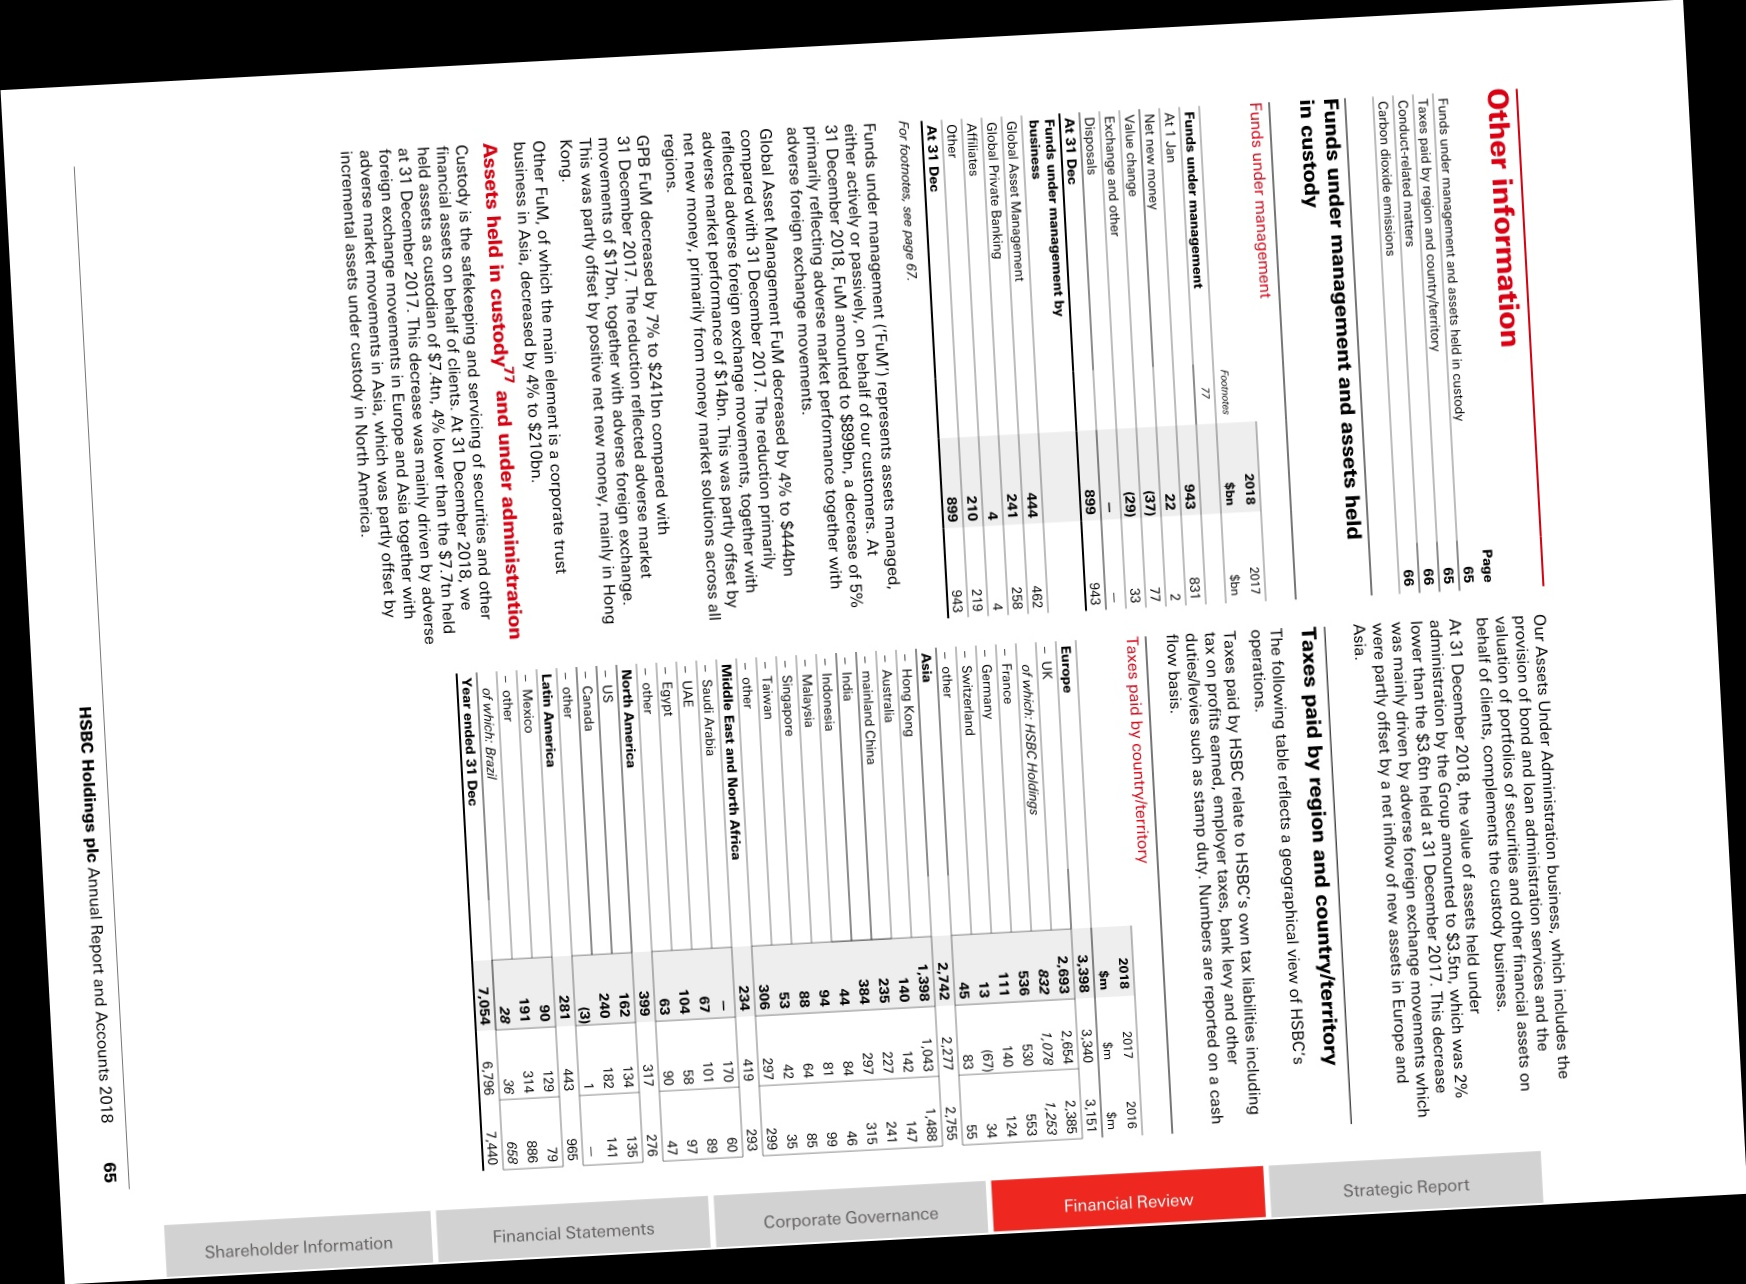 Other information
Page
Funds under management and assets held in custody 65
Taxes paid by region and country/territory 65
Conduct-related matters 66
Carbon dioxide emissions 66
Funds under management and assets held
in custody
Funds under management
2018 2017
Footnotes $bn $bn
Funds under management 77
At 1 Jan 943 831
Net new money 22 2
Value change (37) 77
Exchange and other (29) 33
Disposals – –
At 31 Dec 899 943
Funds under management by
business
Global Asset Management 444 462
Global Private Banking 241 258
Affiliates 4 4
Other 210 219
At 31 Dec 899 943
For footnotes, see page 67.
Funds under management ('FuM') represents assets managed,
either actively or passively, on behalf of our customers. At
31 December 2018, FuM amounted to $899bn, a decrease of 5%
primarily reflecting adverse market performance together with
adverse foreign exchange movements.
Global Asset Management FuM decreased by 4% to $444bn
compared with 31 December 2017. The reduction primarily
reflected adverse foreign exchange movements, together with
adverse market performance of $14bn. This was partly offset by
net new money, primarily from money market solutions across all
regions.
GPB FuM decreased by 7% to $241bn compared with
31 December 2017. The reduction reflected adverse market
movements of $17bn, together with adverse foreign exchange.
This was partly offset by positive net new money, mainly in Hong
Kong.
Other FuM, of which the main element is a corporate trust
business in Asia, decreased by 4% to $210bn.
Assets held in custody77 and under administration
Custody is the safekeeping and servicing of securities and other
financial assets on behalf of clients. At 31 December 2018, we
held assets as custodian of $7.4tn, 4% lower than the $7.7tn held
at 31 December 2017. This decrease was mainly driven by adverse
foreign exchange movements in Europe and Asia together with
adverse market movements in Asia, which was partly offset by
incremental assets under custody in North America.
Our Assets Under Administration business, which includes the
provision of bond and loan administration services and the
valuation of portfolios of securities and other financial assets on
behalf of clients, complements the custody business.
At 31 December 2018, the value of assets held under
administration by the Group amounted to $3.5tn, which was 2%
lower than the $3.6tn held at 31 December 2017. This decrease
was mainly driven by adverse foreign exchange movements which
were partly offset by a net inflow of new assets in Europe and
Asia.
Taxes paid by region and country/territory
The following table reflects a geographical view of HSBC's
operations.
Taxes paid by HSBC relate to HSBC's own tax liabilities including
tax on profits earned, employer taxes, bank levy and other
duties/levies such as stamp duty. Numbers are reported on a cash
flow basis.
Taxes paid by country/territory
2018 2017 2016
$m $m $m
Europe 3,398 3,340 3,151
– UK 2,693 2,654 2,385
of which: HSBC Holdings 832 1,078 1,253
– France 536 530 553
– Germany 111 140 124
– Switzerland 13 (67) 34
– other 45 83 55
Asia 2,742 2,277 2,755
– Hong Kong 1,398 1,043 1,488
– Australia 140 142 147
– mainland China 235 227 241
– India 384 297 315
– Indonesia 44 84 46
– Malaysia 94 81 99
– Singapore 88 64 85
– Taiwan 53 42 35
– other 306 297 299
Middle East and North Africa 234 419 293
– Saudi Arabia – 170 60
– UAE 67 101 89
– Egypt 104 58 97
– other 63 90 47
North America 399 317 276
– US 162 134 135
– Canada 240 182 141
– other (3) 1 –
Latin America 281 443 965
– Mexico 90 129 79
– other 191 314 886
of which: Brazil 28 36 658
Year ended 31 Dec 7,054 6,796 7,440
Strategic Report
Financial Review
Corporate Governance
Financial Statements
Shareholder Information
HSBC Holdings plc Annual Report and Accounts 2018 65